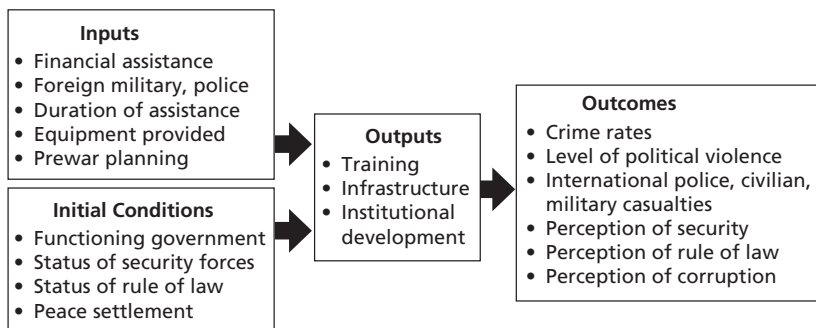 Inputs
• Financial assistance
• Foreign military, police
• Duration of assistance
• Equipment provided
• Prewar planning
Initial Conditions
• Functioning government
• Status of security forces
• Status of rule of law
• Peace settlement
Outputs
• Training
• Infrastructure
• Institutional
development
Outcomes
• Crime rates
• Level of political violence
• International police, civilian,
military casualties
• Perception of security
• Perception of rule of law
• Perception of corruption